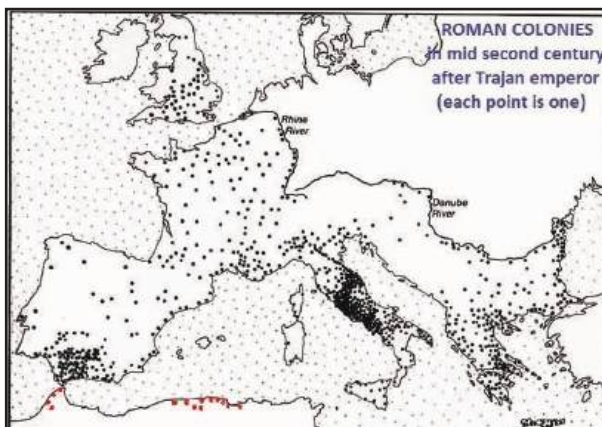 ROMAN COLONIES
in mid second century
after Trajan emperor
(each point is one)
Rhine
River
Danube
River